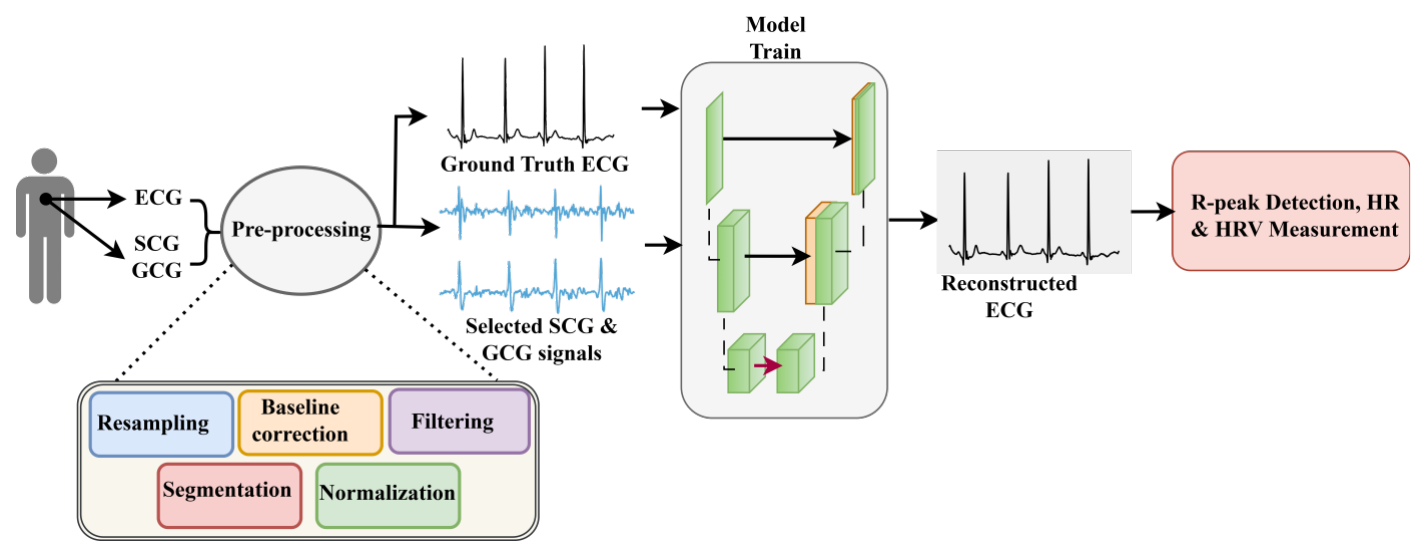 ECG
SCG
GCG
Pre-processing
Resampling
Baseline
correction
Filtering
Segmentation
Normalization
Ground Truth ECG
Selected SCG &
GCG signals
Model
Train
Reconstructed
ECG
R-peak Detection, HR
& HRV Measurement